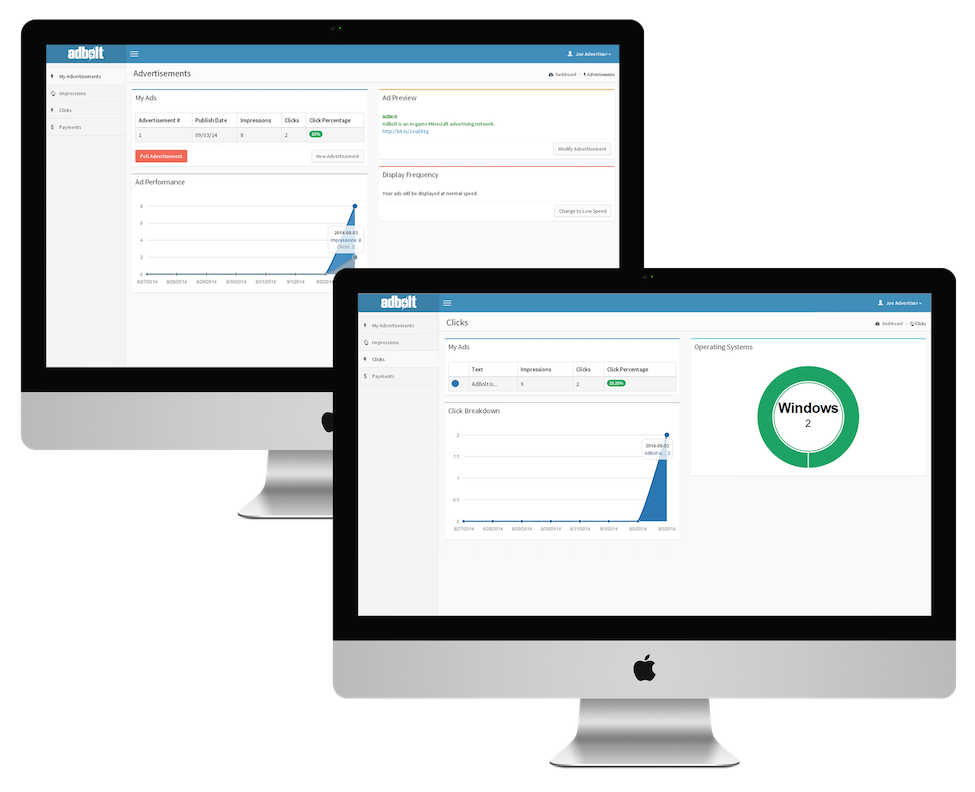 adbolt
Joe Advertiser
My Advertisements
Impressions
Clicks
Payments
Advertisements
Dashboard › Advertisements
My Ads
Advertisement # Publish Date Impressions Clicks Click Percentage
1 09/03/14 8 2 25%
Pull Advertisement New Advertisement
Ad Performance
8
6
4
2
0
2014-09-03
Impressions: 8
Clicks: 2
8/27/2014 8/28/2014 8/29/2014 8/30/2014 8/31/2014 9/1/2014
Ad Preview
AdBolt
AdBolt is an in-game Minecraft advertising network.
Modify Advertisement
Display Frequency
Your ads will be displayed at normal speed.
Change to Low Speed
adbolt
Joe Advertiser
My Advertisements
Impressions
Clicks
$ Payments
Clicks
Dashboard › Clicks
My Ads
Text Impressions Clicks Click Percentage
AdBolt is... 9 2 22.22%
Click Breakdown
2
1.5
1
0.5
0
2014-09-03
AdBolt is...: 2
8/27/2014 8/28/2014 8/29/2014 8/30/2014 8/31/2014 9/1/2014 9/2/2014 9/3/2014
Operating Systems
Windows
2